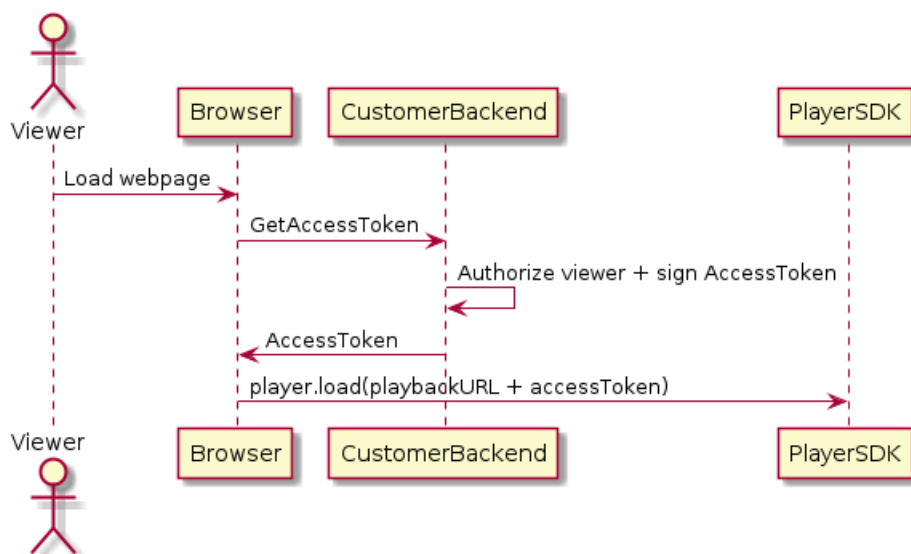 Viewer
Browser
CustomerBackend
PlayerSDK
Load webpage
GetAccessToken
Authorize viewer + sign AccessToken
AccessToken
player.load(playbackURL + accessToken)
Viewer
Browser
CustomerBackend
PlayerSDK